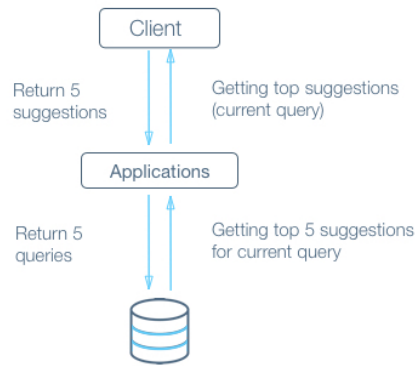 Client
Return 5
suggestions
Getting top suggestions
(current query)
Applications
Return 5
queries
Getting top 5 suggestions
for current query